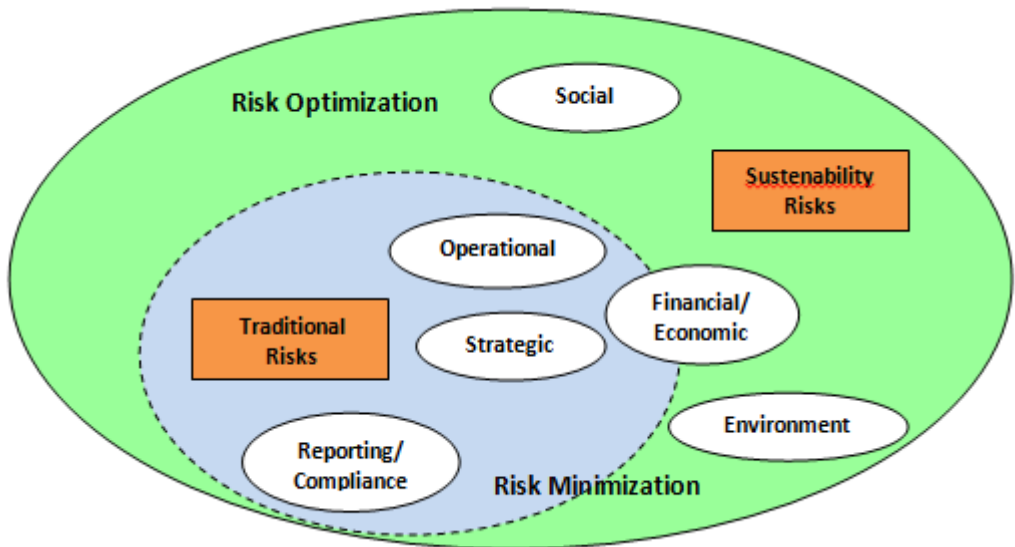 Social
Risk Optimization
Sustenability
Risks
Operational
Financial/
Economic
Traditional
Risks
Strategic
Environment
Reporting/
Compliance
Risk Minimization